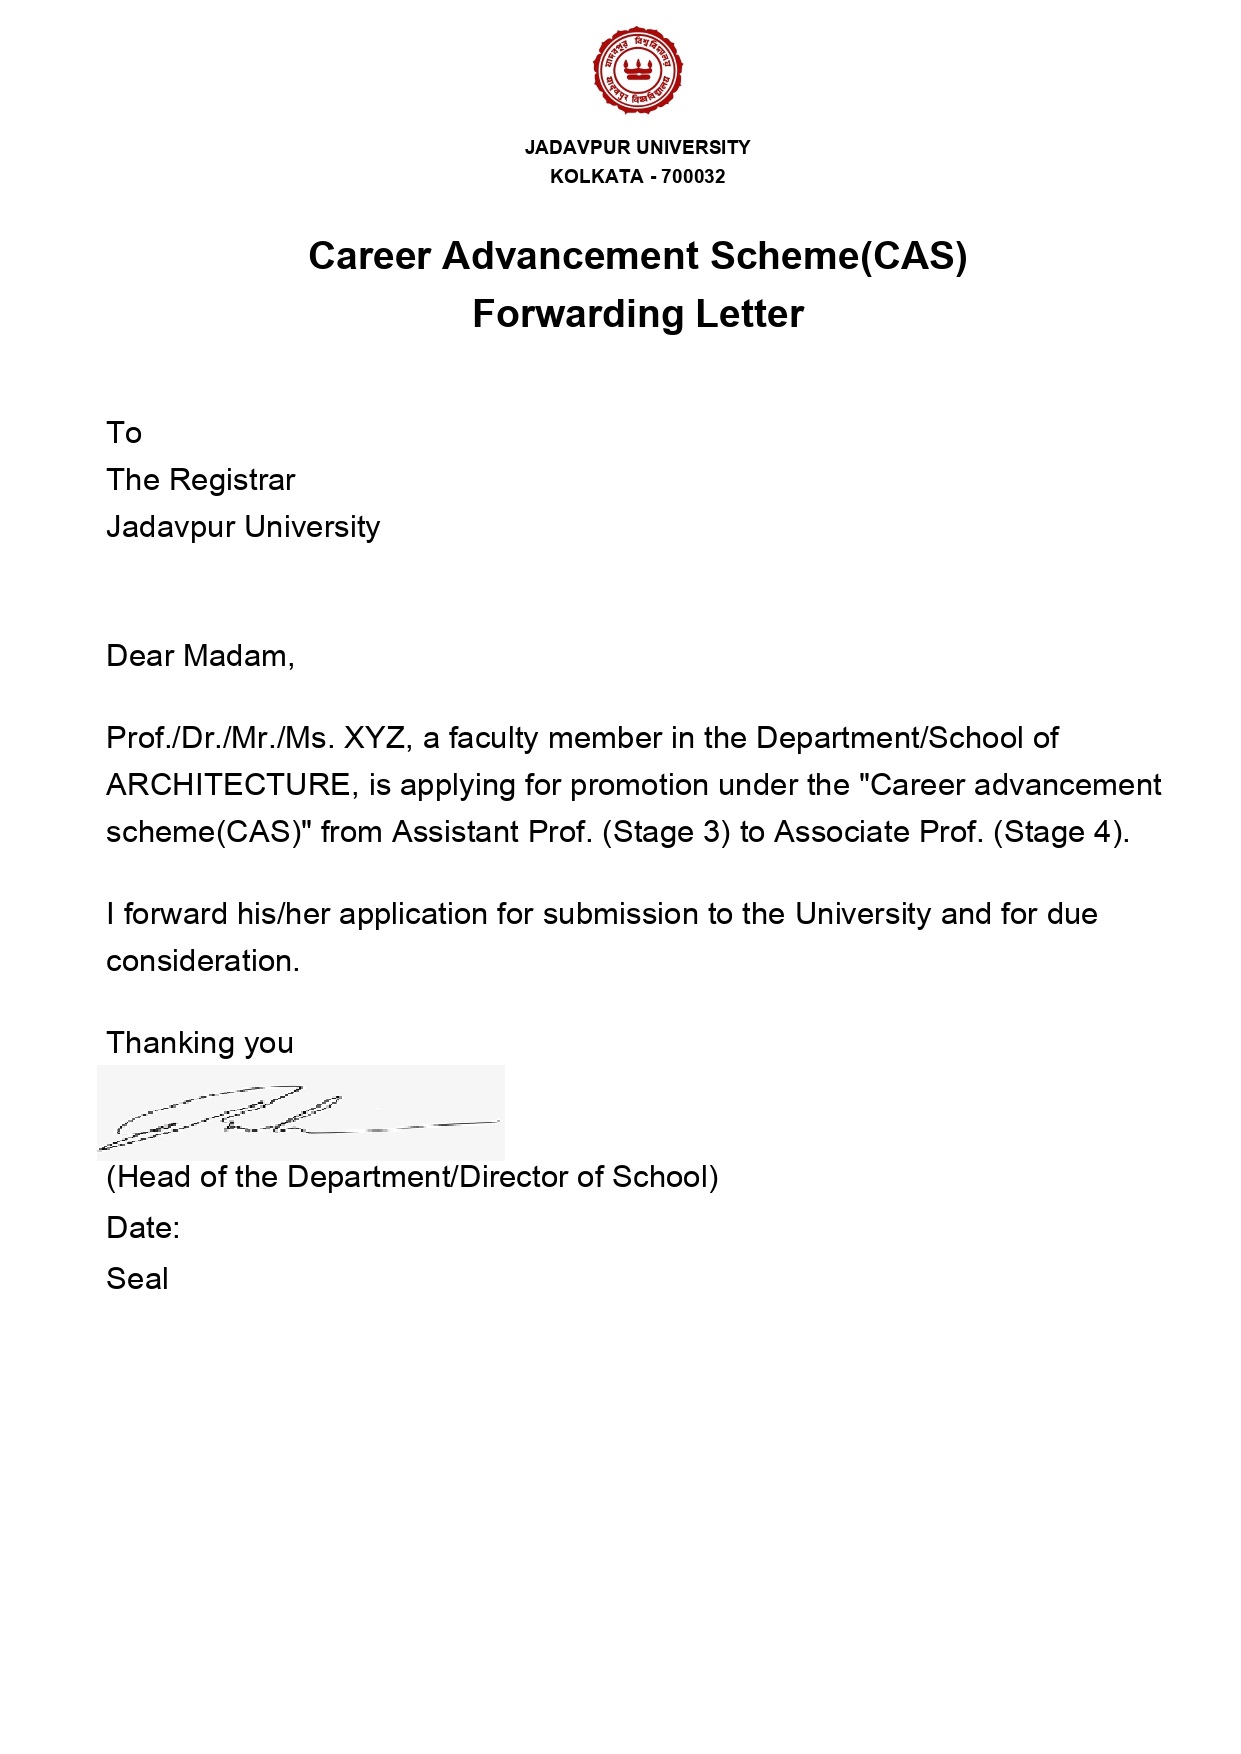 যাদবপুর বিশ্ববিদ্যালয়
JADAVPUR UNIVERSITY
KOLKATA - 700032
Career Advancement Scheme(CAS)
Forwarding Letter
To
The Registrar
Jadavpur University
Dear Madam,
Prof./Dr./Mr./Ms. XYZ, a faculty member in the Department/School of
ARCHITECTURE, is applying for promotion under the "Career advancement
scheme(CAS)" from Assistant Prof. (Stage 3) to Associate Prof. (Stage 4).
I forward his/her application for submission to the University and for due
consideration.
Thanking you
(Head of the Department/Director of School)
Date:
Seal